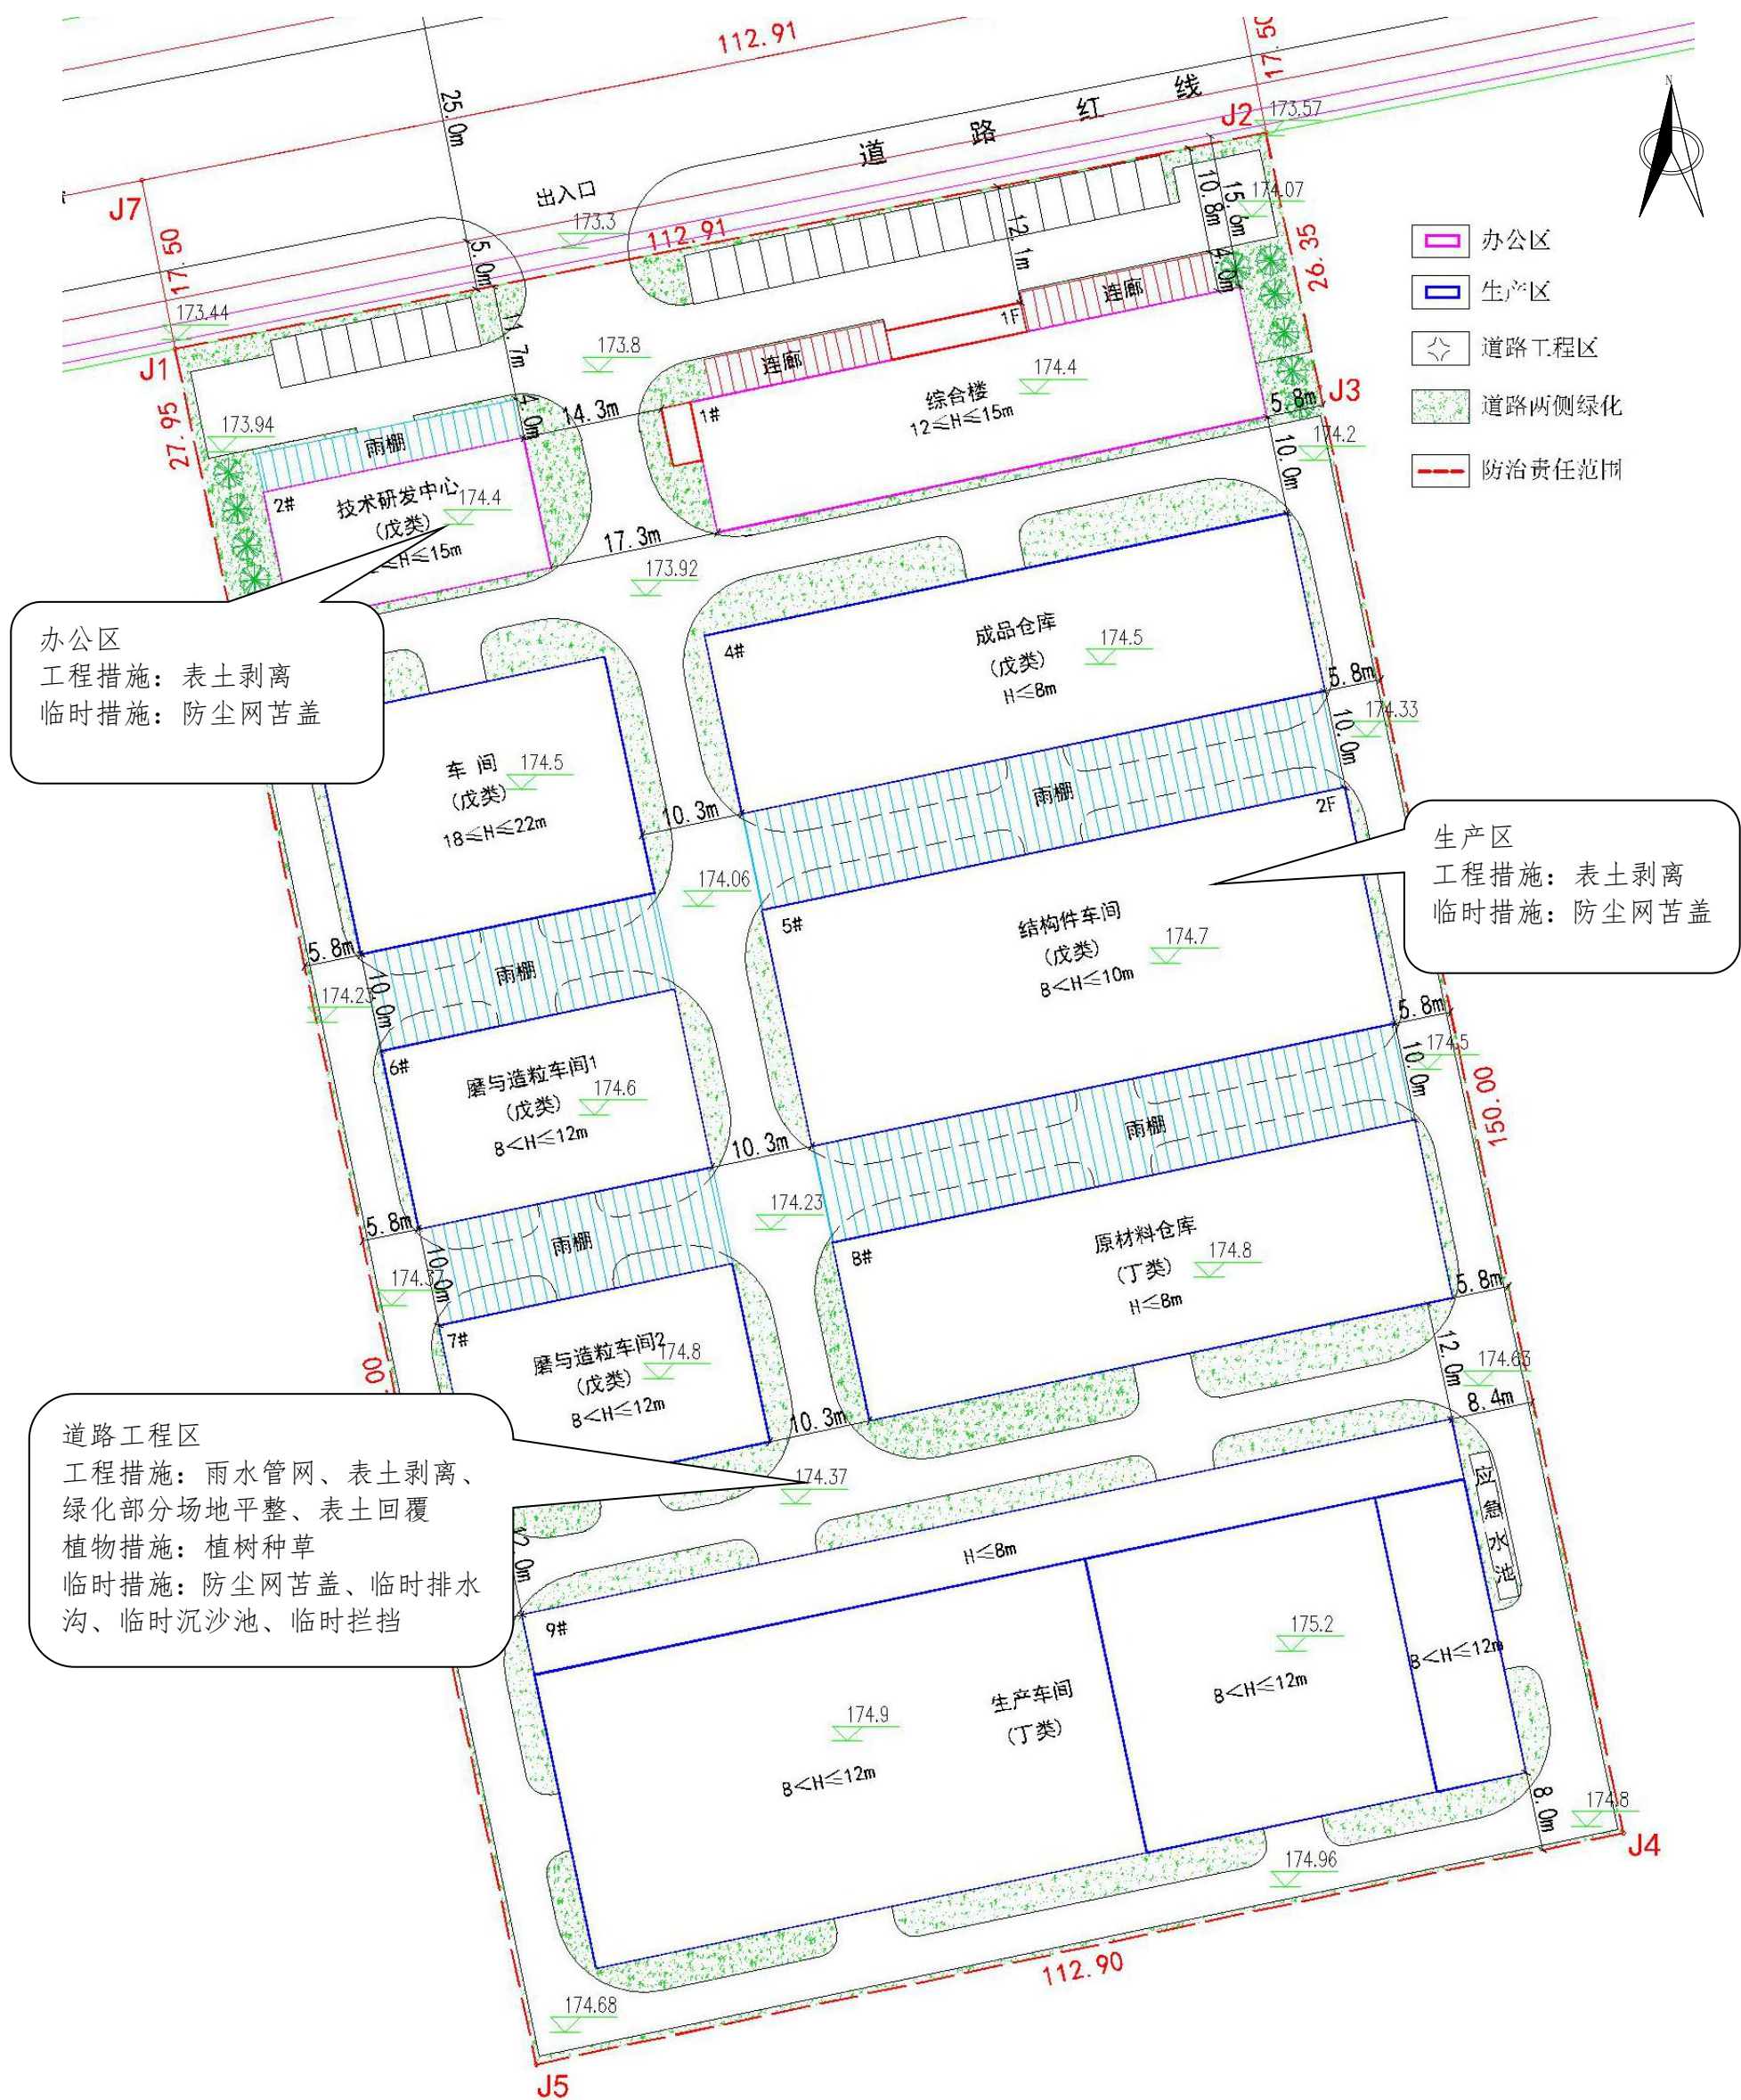 112.91
17.50
25.0m
道路红线
J2
173.57
N
J7
出入口
173.3
112.91
17.50
5.0m
12.1m
10.8m
15.6m
174.07
4.0m
26.35
办公区
生产区
道路工程区
道路两侧绿化
防治责任范围
173.44
J1
11.7m
173.8
连廊
1F
连廊
174.4
综合楼
12≤H≤15m
1#
5.8m
J3
174.2
10.0m
27.95
173.94
雨棚
4.0m
14.3m
2#
技术研发中心
174.4
(戊类)
≤H≤15m
17.3m
173.92
办公区
工程措施：表土剥离
临时措施：防尘网苫盖
成品仓库
(戊类)
H≤8m
174.5
4#
5.8m
174.33
10.0m
车 间
(戊类)
18≤H≤22m
174.5
10.3m
雨棚
2F
生产区
工程措施：表土剥离
临时措施：防尘网苫盖
174.06
5#
结构件车间
(戊类)
8<H≤10m
174.7
5.8m
174.23
10.0m
雨棚
5.8m
174.5
10.0m
150.00
6#
磨与造粒车间1
(戊类)
8<H≤12m
174.6
10.3m
雨棚
174.23
5.8m
174.37
10.0m
雨棚
8#
原材料仓库
(丁类)
H≤8m
174.8
5.8m
7#
磨与造粒车间2
(戊类)
8<H≤12m
174.8
10.3m
12.0m
174.63
8.4m
00
道路工程区
工程措施：雨水管网、表土剥离、
绿化部分场地平整、表土回覆
植物措施：植树种草
临时措施：防尘网苫盖、临时排水
沟、临时沉沙池、临时拦挡
174.37
12.0m
应急水池
H≤8m
9#
175.2
8<H≤12m
8<H≤12m
生产车间
(丁类)
174.9
8<H≤12m
8.0m
174.8
J4
174.96
112.90
174.68
J5